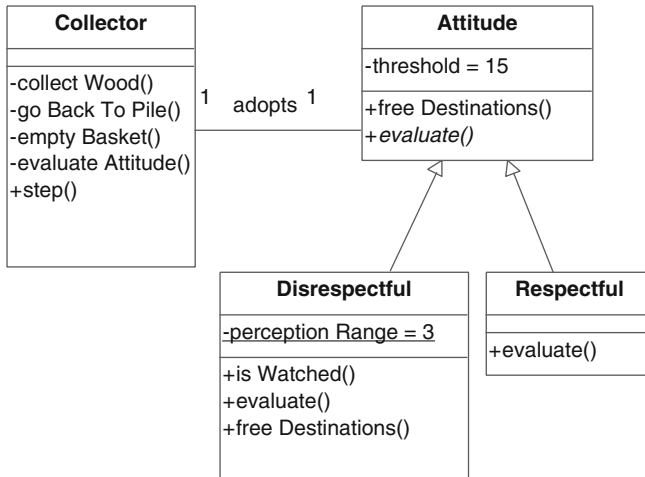 Collector
-collect Wood()
-go Back To Pile()
-empty Basket()
-evaluate Attitude()
+step()
1 adopts 1
Attitude
-threshold = 15
+free Destinations()
+evaluate()
Disrespectful
-perception Range = 3
+is Watched()
+evaluate()
+free Destinations()
Respectful
+evaluate()